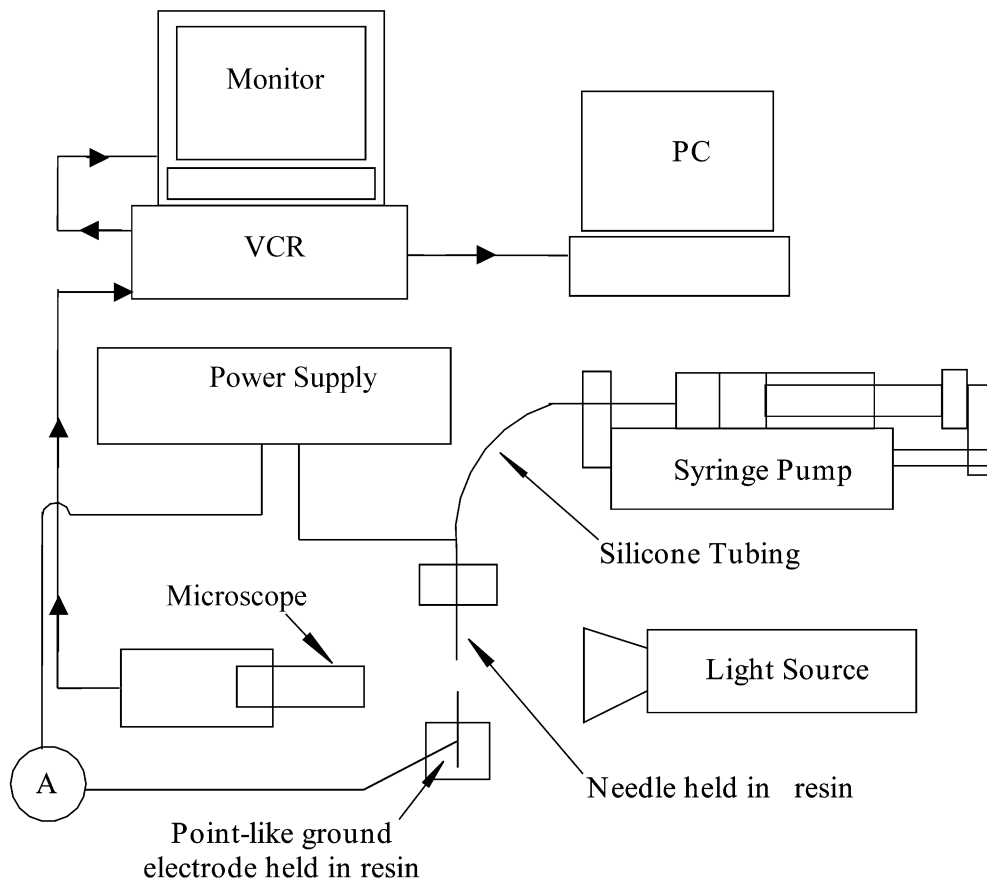 Monitor
PC
VCR
Power Supply
Syringe Pump
Silicone Tubing
Microscope
Light Source
A
Needle held in resin
Point-like ground
electrode held in resin